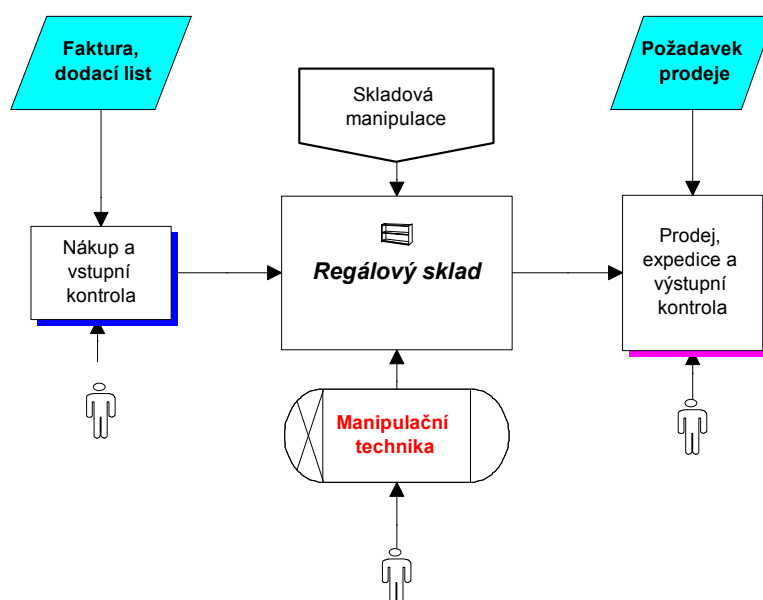 Faktura,
dodací list
Skladová
manipulace
Požadavek
prodeje
Nákup a
vstupní
kontrola
Regálový sklad
Prodej,
expedice a
výstupní
kontrola
Manipulační
technika